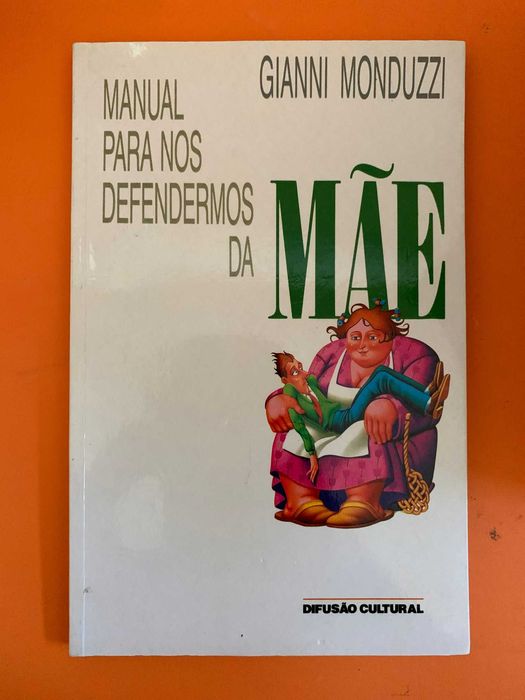 GIANNI MONDUZZI
MANUAL
PARA NOS
DEFENDERMOS
DA
MÃE
DIFUSÃO CULTURAL